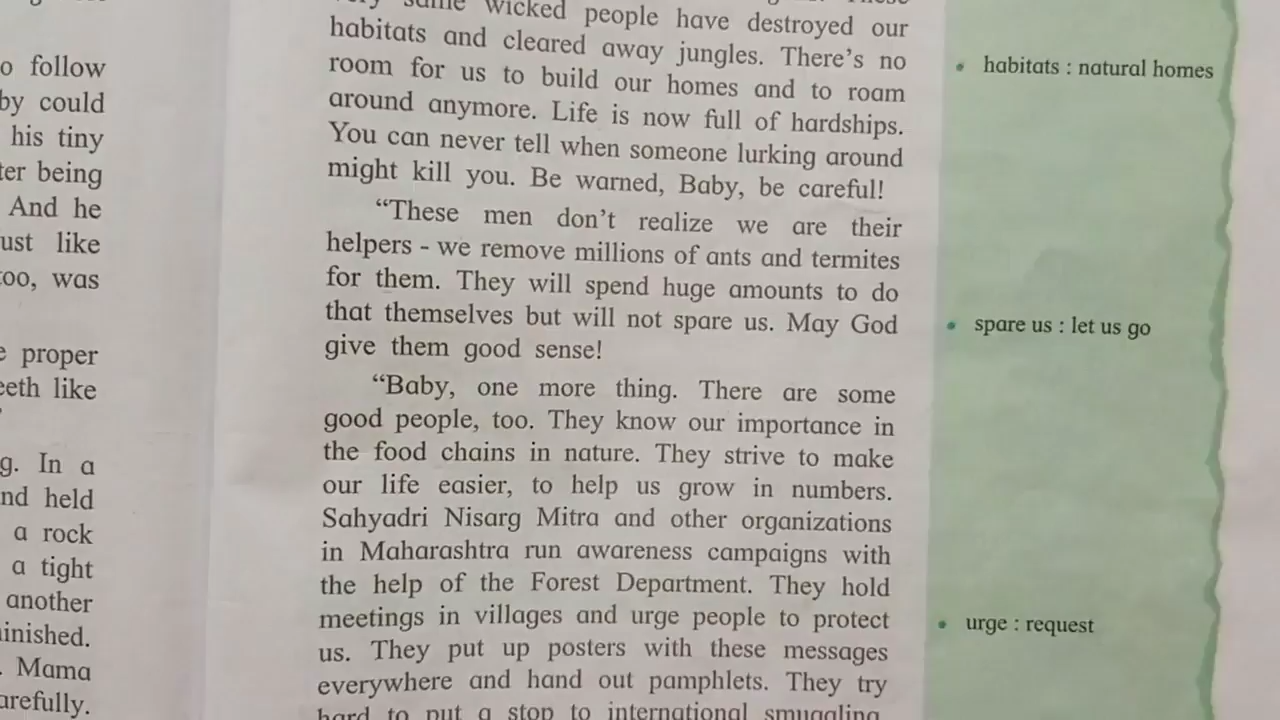 o follow
by could
his tiny
ter being
And he
ust like
too, was
e proper
eeth like
g. In a
nd held
a rock
a tight
another
inished.
. Mama
arefully.
very same wicked people have destroyed our
habitats and cleared away jungles. There's no
room for us to build our homes and to roam
around anymore. Life is now full of hardships.
You can never tell when someone lurking around
might kill you. Be warned, Baby, be careful!
“These men don't realize we are their
helpers - we remove millions of ants and termites
for them. They will spend huge amounts to do
that themselves but will not spare us. May God
give them good sense!
“Baby, one more thing. There are some
good people, too. They know our importance in
the food chains in nature. They strive to make
our life easier, to help us grow in numbers.
Sahyadri Nisarg Mitra and other organizations
in Maharashtra run awareness campaigns with
the help of the Forest Department. They hold
meetings in villages and urge people to protect
us. They put up posters with these messages
everywhere and hand out pamphlets. They try
hard to put a stop to international smuggling
• habitats : natural homes
• spare us : let us go
• urge : request